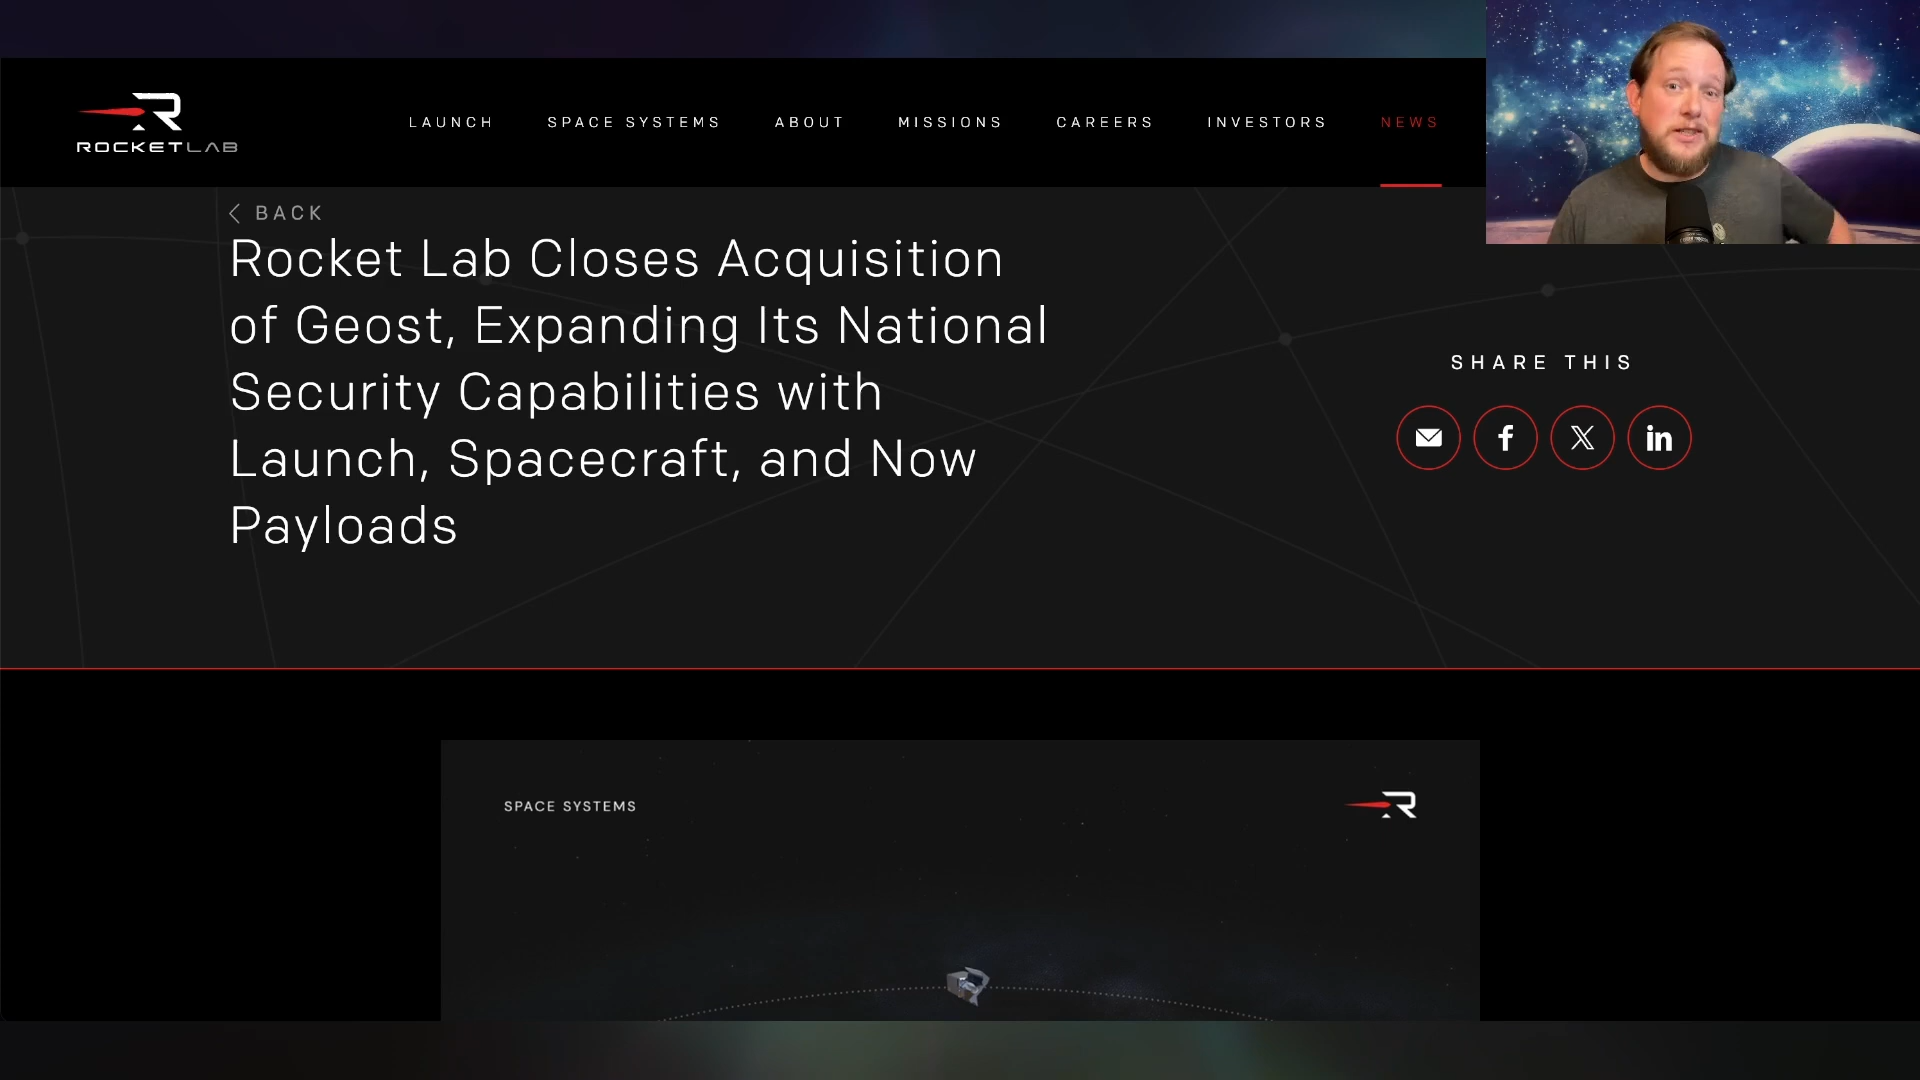 ROCKETLAB
LAUNCH
SPACE SYSTEMS
ABOUT
MISSIONS
CAREERS
INVESTORS
NEWS
BACK
Rocket Lab Closes Acquisition
of Geost, Expanding Its National
Security Capabilities with
Launch, Spacecraft, and Now
Payloads
SHARE THIS
SPACE SYSTEMS